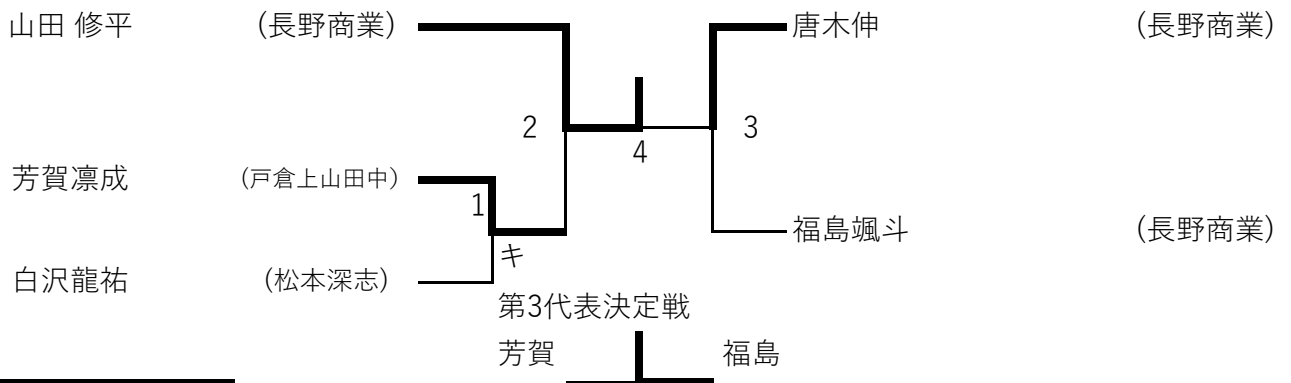 山田 修平 (長野商業) 唐木伸 (長野商業)
2 3
4
芳賀凛成 (戸倉上山田中)
1
福島颯斗 (長野商業)
キ
白沢龍祐 (松本深志)
第3代表決定戦
芳賀 福島